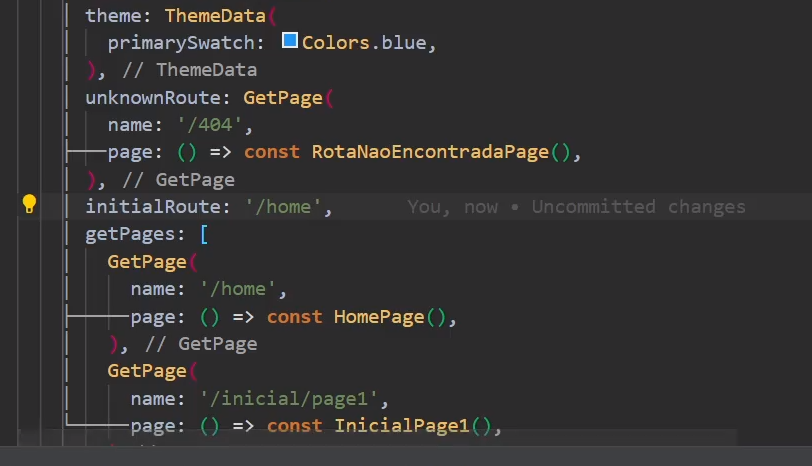 theme: ThemeData(
primarySwatch: Colors.blue,
), // ThemeData
unknownRoute: GetPage(
name: '/404',
page: () => const RotaNaoEncontradaPage(),
), // GetPage
initialRoute: '/home', You, now • Uncommitted changes
getPages: [
GetPage(
name: '/home',
page: () => const HomePage(),
), // GetPage
GetPage(
name: '/inicial/page1',
page: () => const InicialPage1(),